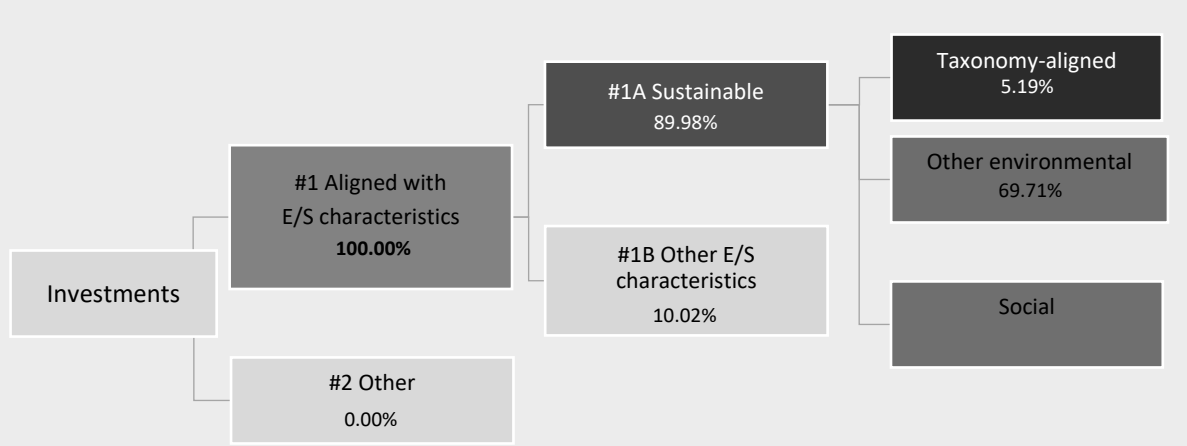 Investments
#1 Aligned with
E/S characteristics
100.00%
#2 Other
0.00%
#1A Sustainable
89.98%
#1B Other E/S
characteristics
10.02%
Taxonomy-aligned
5.19%
Other environmental
69.71%
Social